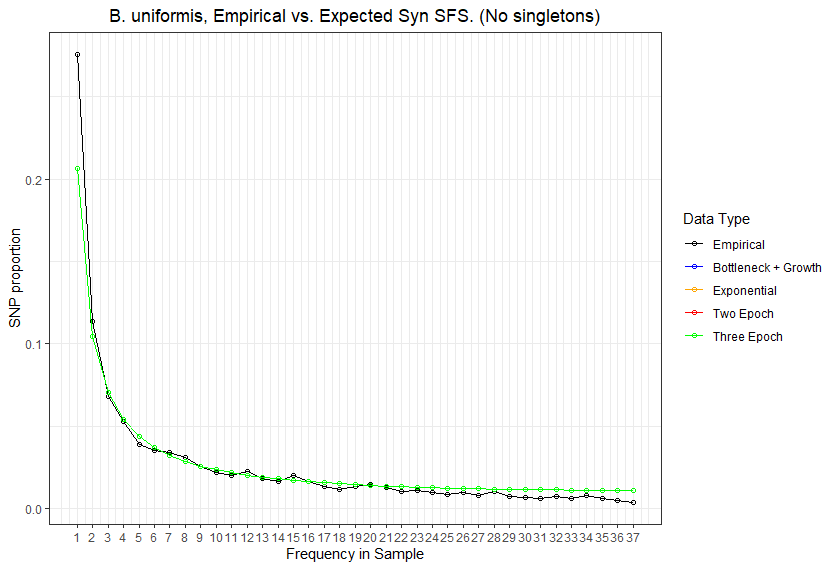 B. uniformis, Empirical vs. Expected Syn SFS. (No singletons)
SNP proportion
0.2
0.1
0.0
1 2 3 4 5 6 7 8 9 10 11 12 13 14 15 16 17 18 19 20 21 22 23 24 25 26 27 28 29 30 31 32 33 34 35 36 37
Frequency in Sample
Data Type
Empirical
Bottleneck + Growth
Exponential
Two Epoch
Three Epoch